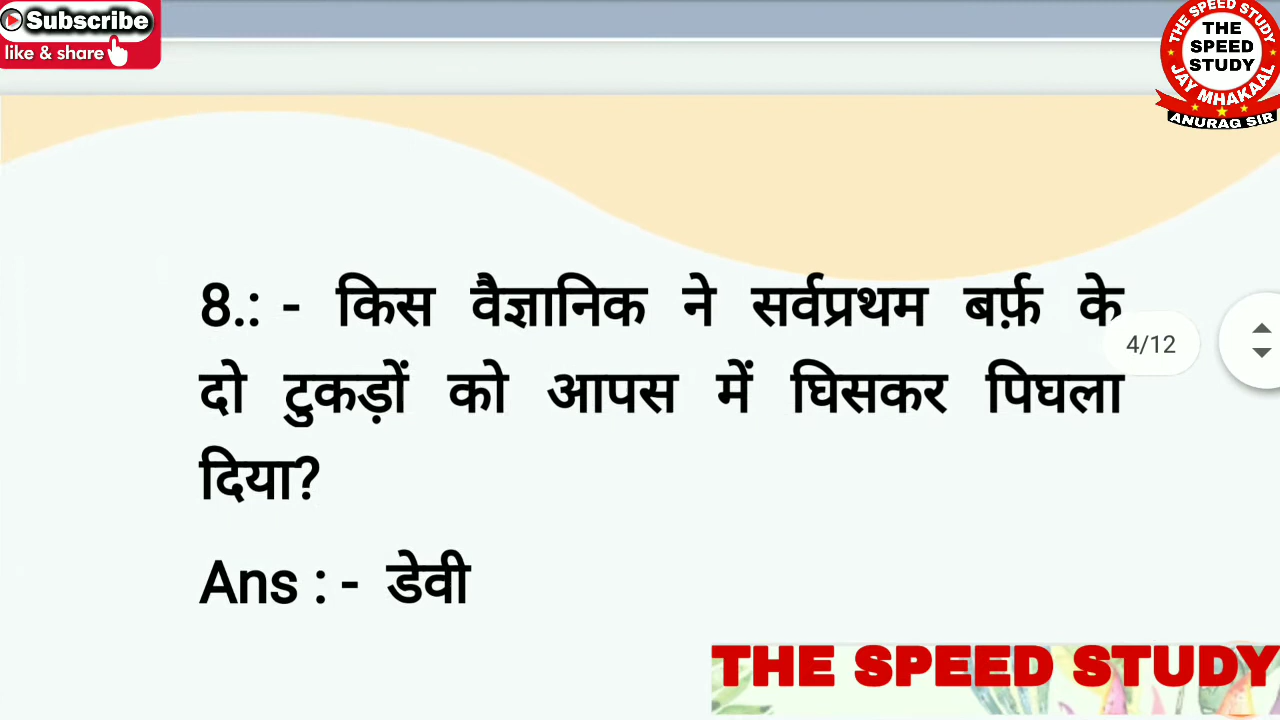 Subscribe
like & share
THE SPEED STUDY
THE
SPEED
STUDY
JAY MHAKAAL
ANURAG SIR
8.: - किस वैज्ञानिक ने सर्वप्रथम बर्फ़ के
4/12
दो टुकड़ों को आपस में घिसकर पिघला
दिया?
Ans : - डेवी
THE SPEED STUDY